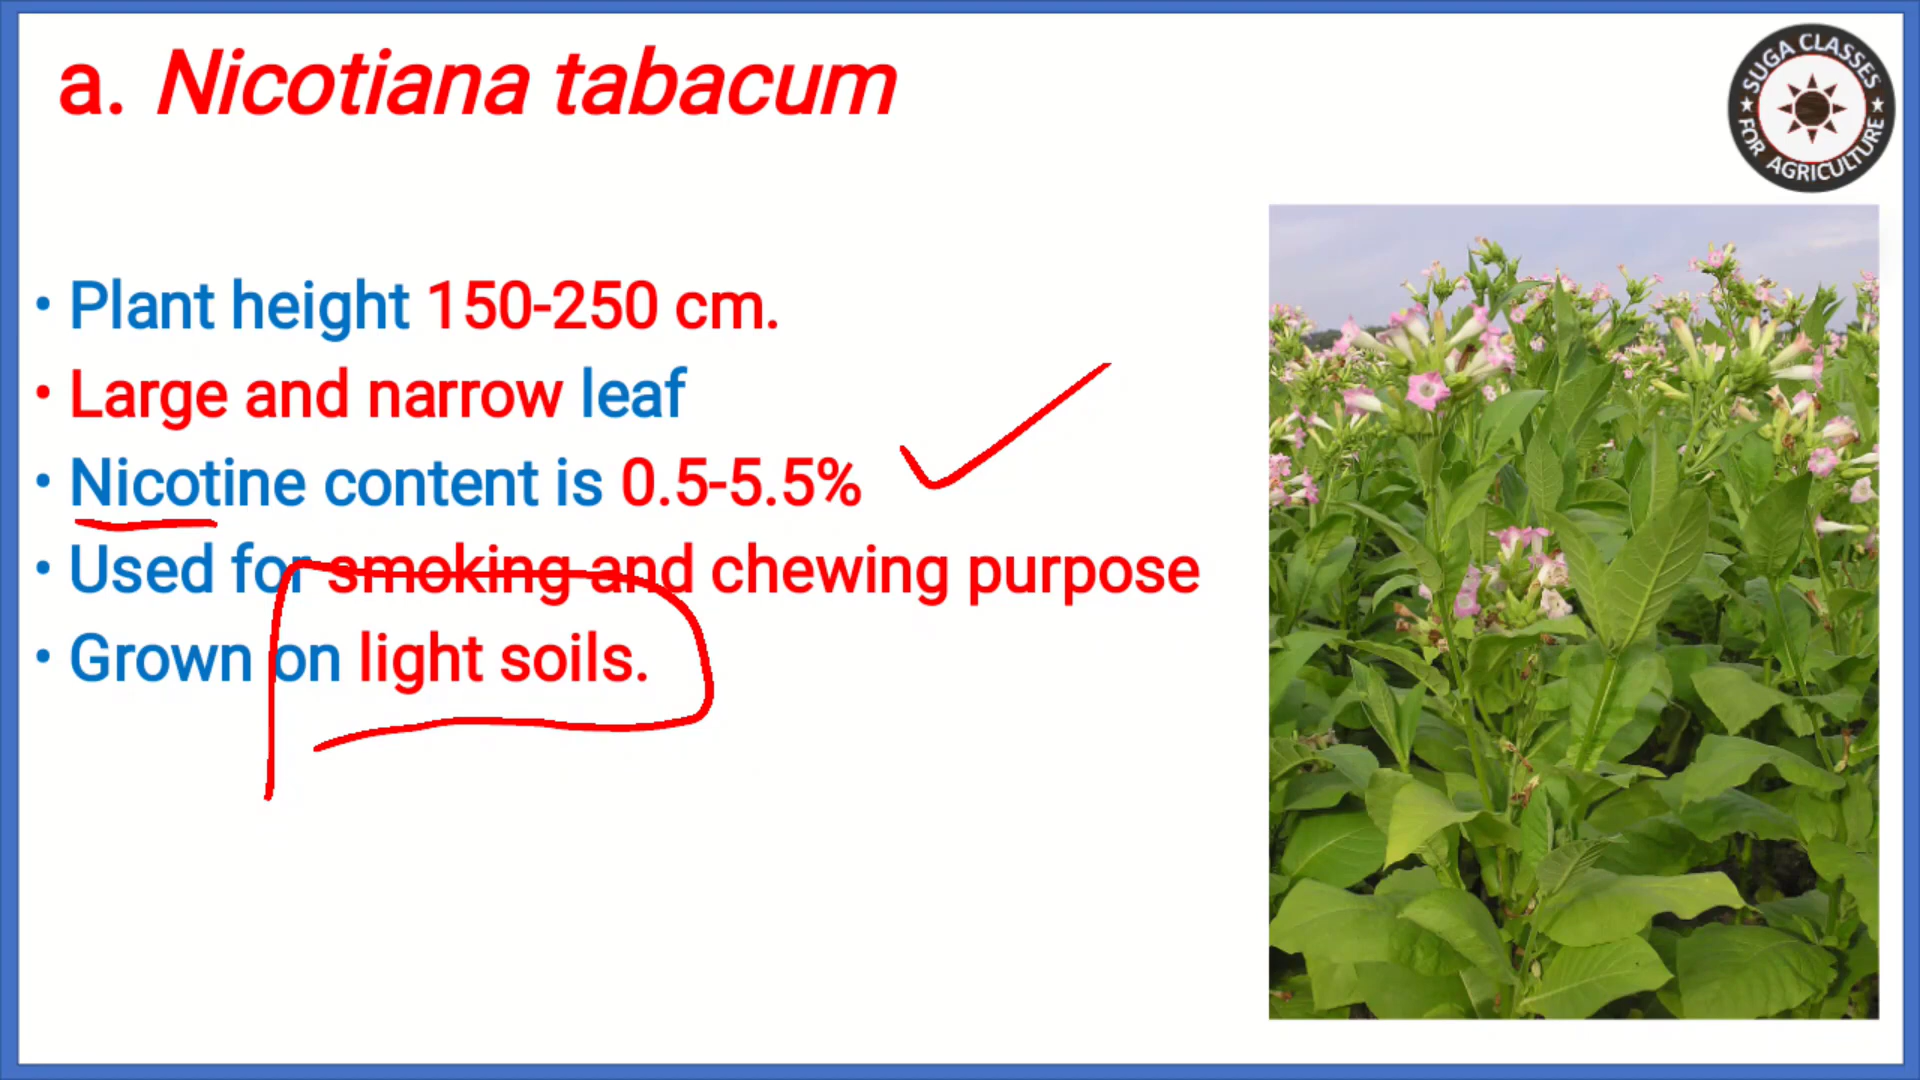 a. Nicotiana tabacum
SUGA CLASSES
FOR AGRICULTURE
• Plant height 150-250 cm.
• Large and narrow leaf
• Nicotine content is 0.5-5.5%
• Used for smoking and chewing purpose
• Grown on light soils.